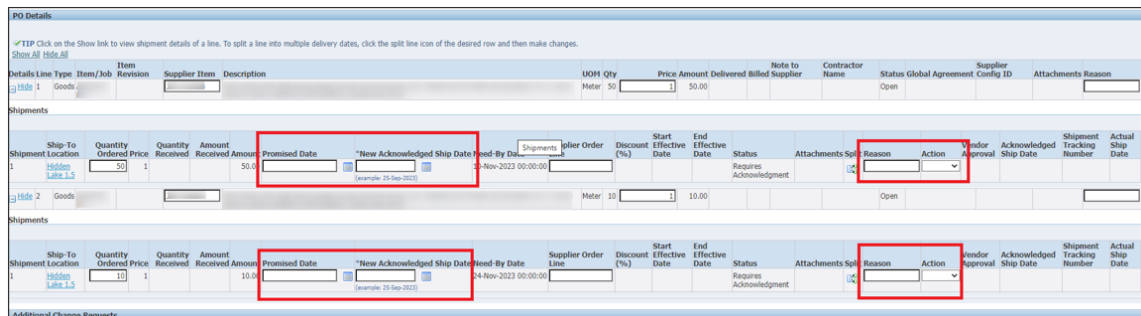 PO Details
TIP Click on the Show link to view shipment details of a line. To split a line into multiple delivery dates, click the split line icon of the desired row and then make changes.
Show All Hide All
Details Line Type Item/Job Item Revision Supplier Item Description UOM Qty Price Amount Delivered Billed Note to Supplier Contractor Name Status Global Agreement Supplier Config ID Attachments Reason
Hide 1 Goods Meter 50 1 50.00 Open
Shipments
Shipment Ship-To Location Quantity Ordered Price Quantity Received Amount Received Amount Promised Date *New Acknowledged Ship Date Need-By Date Shipments Supplier Order Line Discount (%) Start Effective Date End Effective Date Status Attachments Split Reason Action Vendor Approval Acknowledged Ship Date Shipment Tracking Number Actual Ship Date
1 Hidden Lake 1.5 50 1 50.00 -Nov-2023 00:00:00 Requires Acknowledgment
(example: 25-Sep-2023)
Hide 2 Goods Meter 10 1 10.00 Open
Shipments
Shipment Ship-To Location Quantity Ordered Price Quantity Received Amount Received Amount Promised Date *New Acknowledged Ship Date Need-By Date Supplier Order Line Discount (%) Start Effective Date End Effective Date Status Attachments Split Reason Action Vendor Approval Acknowledged Ship Date Shipment Tracking Number Actual Ship Date
1 Hidden Lake 1.5 10 1 10.00 24-Nov-2023 00:00:00 Requires Acknowledgment
(example: 25-Sep-2023)
Additional Change Requests